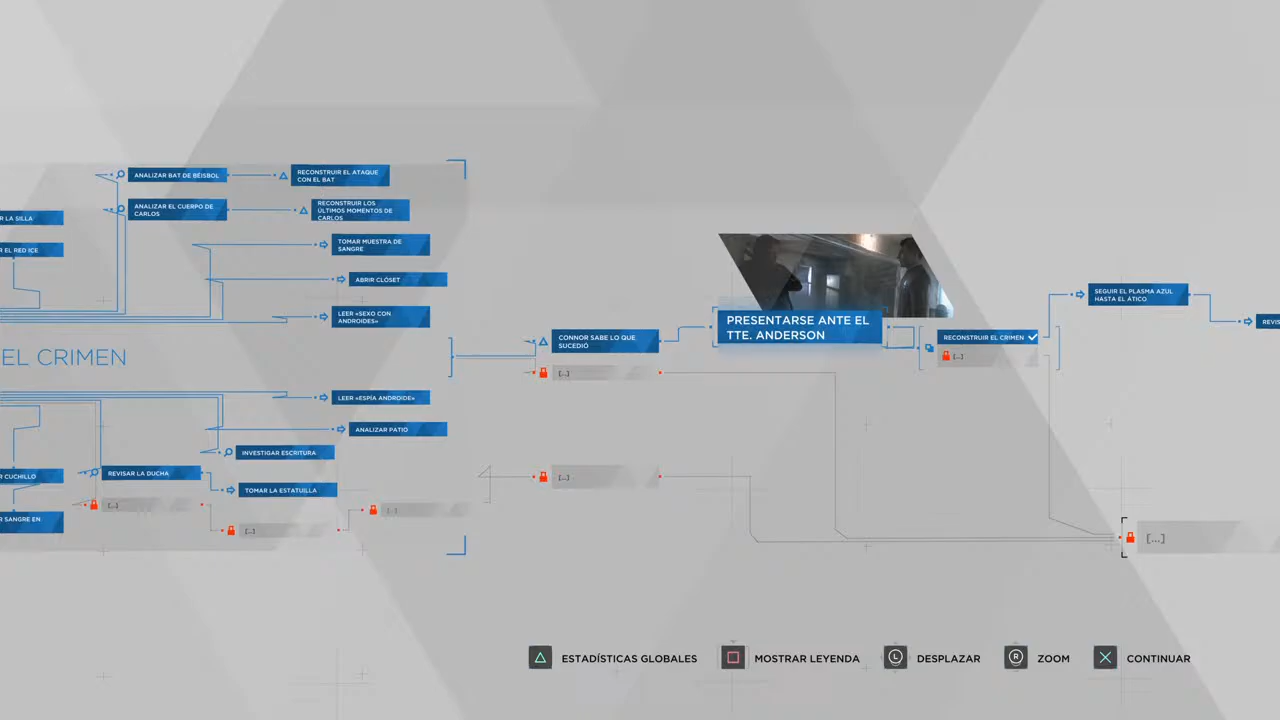 ANALIZAR BAT DE BÉISBOL
RECONSTRUIR EL ATAQUE
CON EL BAT
ANALIZAR EL CUERPO DE
CARLOS
RECONSTRUIR LOS
ÚLTIMOS MOMENTOS DE
CARLOS
R LA SILLA
R EL RED ICE
TOMAR MUESTRA DE
SANGRE
ABRIR CLÓSET
LEER «SEXO CON
ANDROIDES»
EL CRIMEN
CONNOR SABE LO QUE
SUCEDIÓ
[...]
PRESENTARSE ANTE EL
TTE. ANDERSON
RECONSTRUIR EL CRIMEN
[...]
SEGUIR EL PLASMA AZUL
HASTA EL ÁTICO
REVIS
LEER «ESPÍA ANDROIDE»
ANALIZAR PATIO
INVESTIGAR ESCRITURA
R CUCHILLO
REVISAR LA DUCHA
TOMAR LA ESTATUILLA
[...]
R SANGRE EN
[...]
[...]
[...]
[...]
ESTADÍSTICAS GLOBALES
MOSTRAR LEYENDA
L
DESPLAZAR
R
ZOOM
CONTINUAR